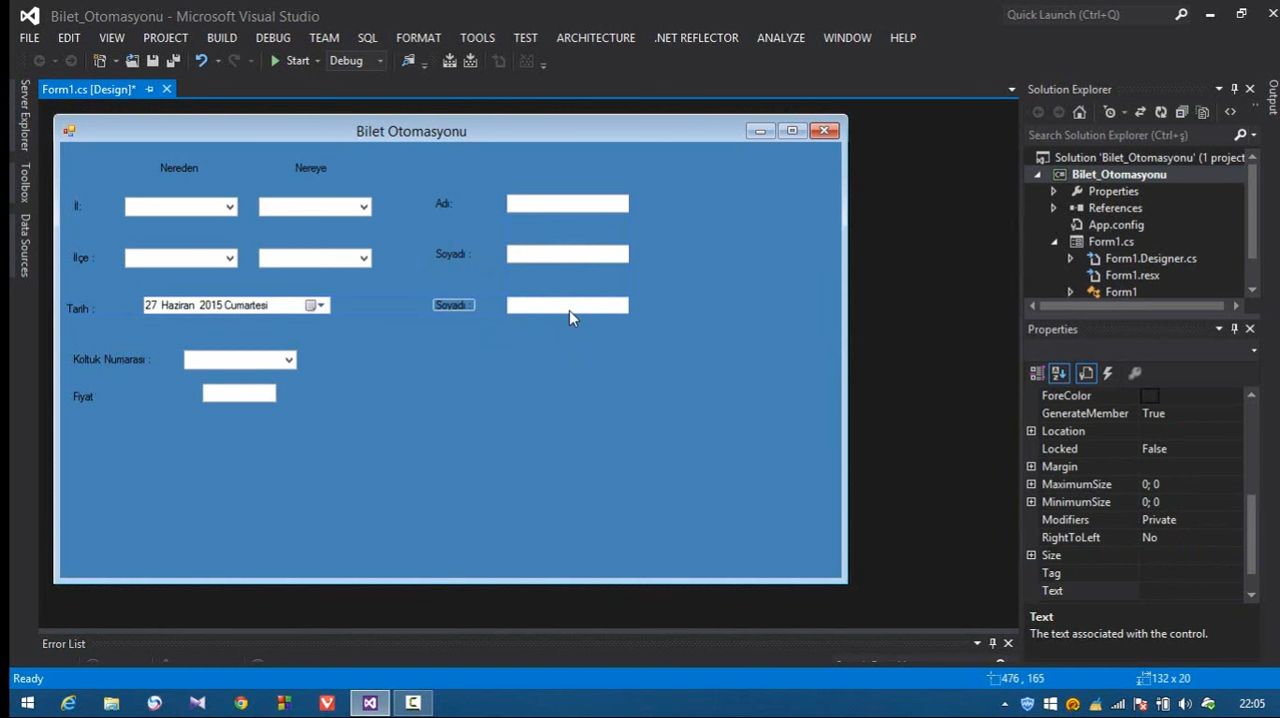 Bilet_Otomasyonu - Microsoft Visual Studio
Quick Launch (Ctrl+Q)
FILE EDIT VIEW PROJECT BUILD DEBUG TEAM SQL FORMAT TOOLS TEST ARCHITECTURE .NET REFLECTOR ANALYZE WINDOW HELP
Start Debug
Server Explorer
Toolbox
Data Sources
Form1.cs [Design]*
Bilet Otomasyonu
Nereden Nereye
İl: Adı:
İlçe : Soyadı :
Tarih : 27 Haziran 2015 Cumartesi Soyadı :
Koltuk Numarası :
Fiyat
Solution Explorer
Search Solution Explorer (Ctrl+ş)
Solution 'Bilet_Otomasyonu' (1 project
Bilet_Otomasyonu
Properties
References
App.config
Form1.cs
Form1.Designer.cs
Form1.resx
Form1
Output
Properties
ForeColor
GenerateMember True
Location
Locked False
Margin
MaximumSize 0; 0
MinimumSize 0; 0
Modifiers Private
RightToLeft No
Size
Tag
Text
Text
The text associated with the control.
Error List
Ready 476 , 165 132 x 20
22:05